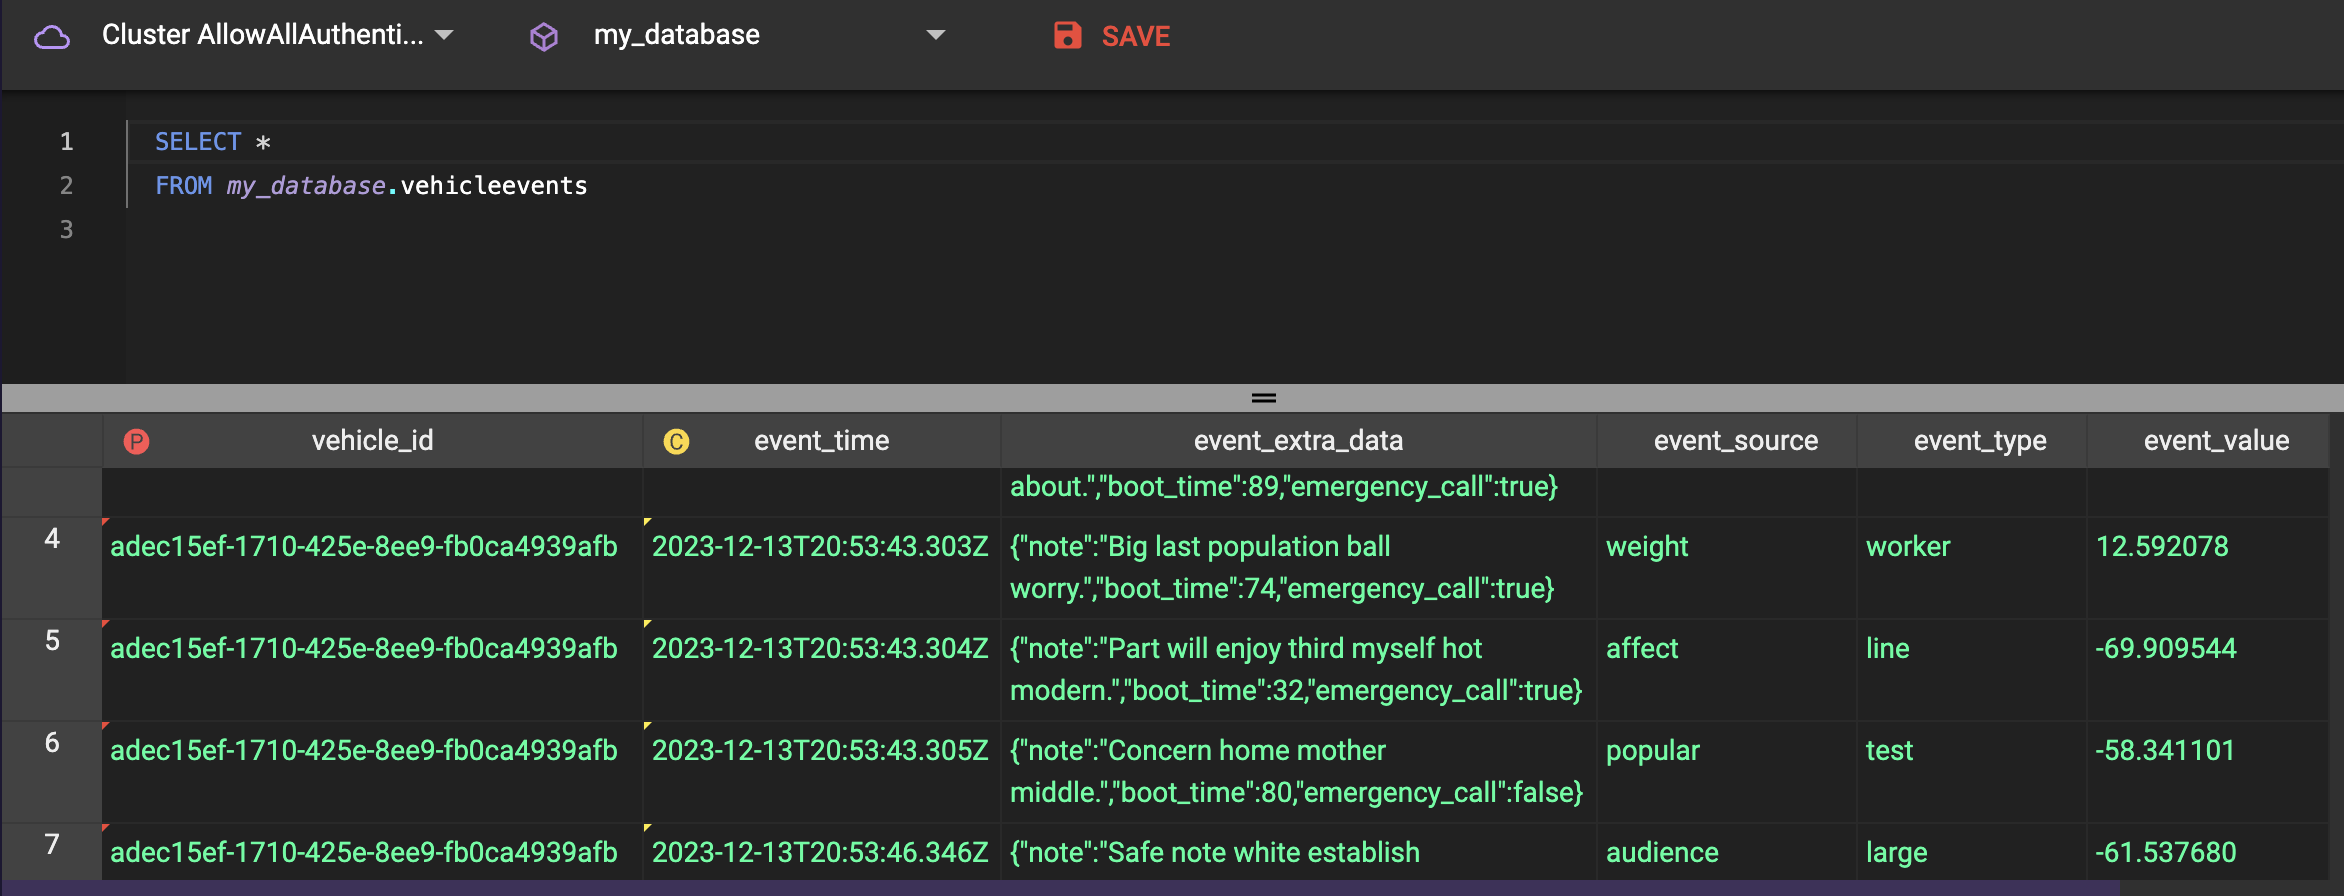 Cluster AllowAllAuthenti... my_database SAVE
1 SELECT *
2 FROM my_database.vehicleevents
3
P vehicle_id C event_time event_extra_data event_source event_type event_value
about.","boot_time":89,"emergency_call":true}
4 adec15ef-1710-425e-8ee9-fb0ca4939afb 2023-12-13T20:53:43.303Z {"note":"Big last population ball weight worker 12.592078
worry.","boot_time":74,"emergency_call":true}
5 adec15ef-1710-425e-8ee9-fb0ca4939afb 2023-12-13T20:53:43.304Z {"note":"Part will enjoy third myself hot affect line -69.909544
modern.","boot_time":32,"emergency_call":true}
6 adec15ef-1710-425e-8ee9-fb0ca4939afb 2023-12-13T20:53:43.305Z {"note":"Concern home mother popular test -58.341101
middle.","boot_time":80,"emergency_call":false}
7 adec15ef-1710-425e-8ee9-fb0ca4939afb 2023-12-13T20:53:46.346Z {"note":"Safe note white establish audience large -61.537680